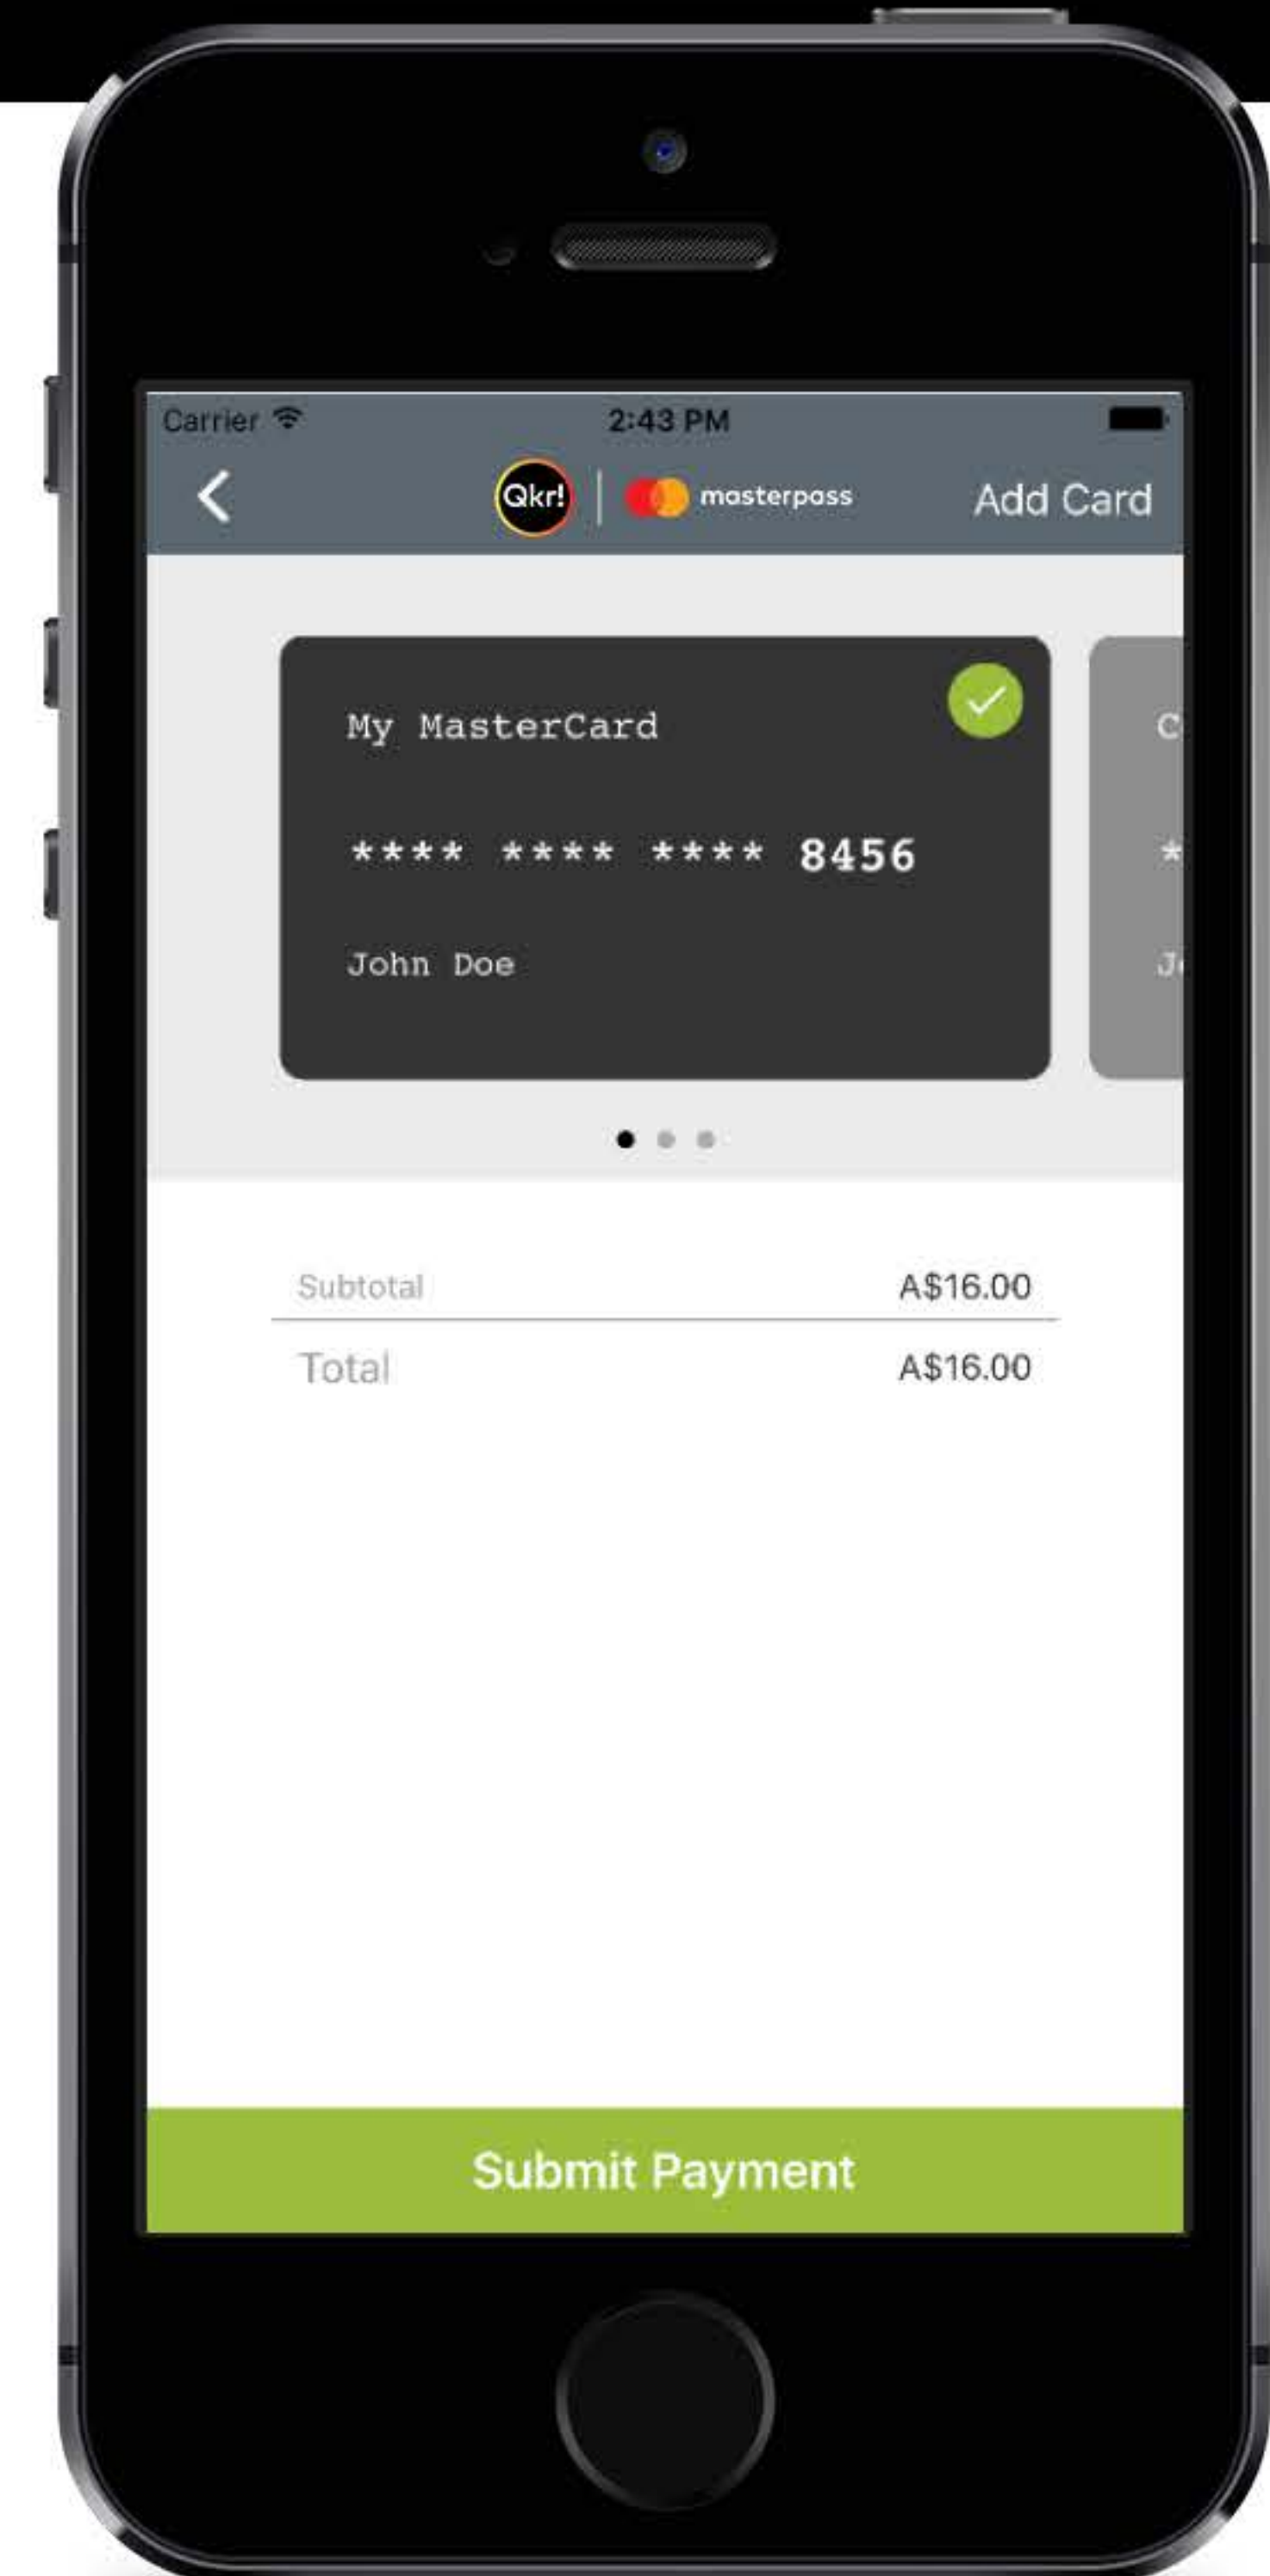 Carrier 2:43 PM
Qkr! masterpass Add Card
My MasterCard
**** **** **** 8456
John Doe
Subtotal A$16.00
Total A$16.00
Submit Payment